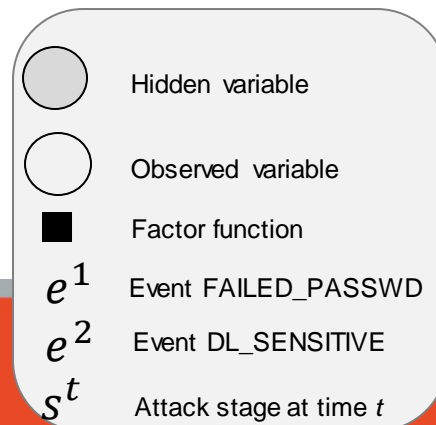 Hidden variable
Observed variable
Factor function
e¹ Event FAILED_PASSWD
e² Event DL_SENSITIVE
sᵗ Attack stage at time t